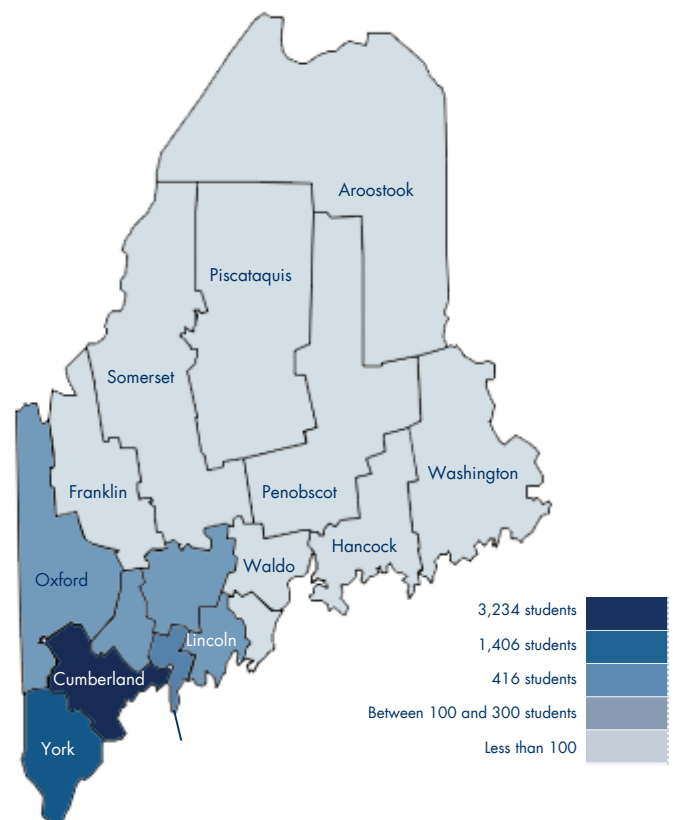 Aroostook
Piscataquis
Somerset
Washington
Franklin
Penobscot
Hancock
Waldo
Oxford
Lincoln
Cumberland
York
3,234 students
1,406 students
416 students
Between 100 and 300 students
Less than 100